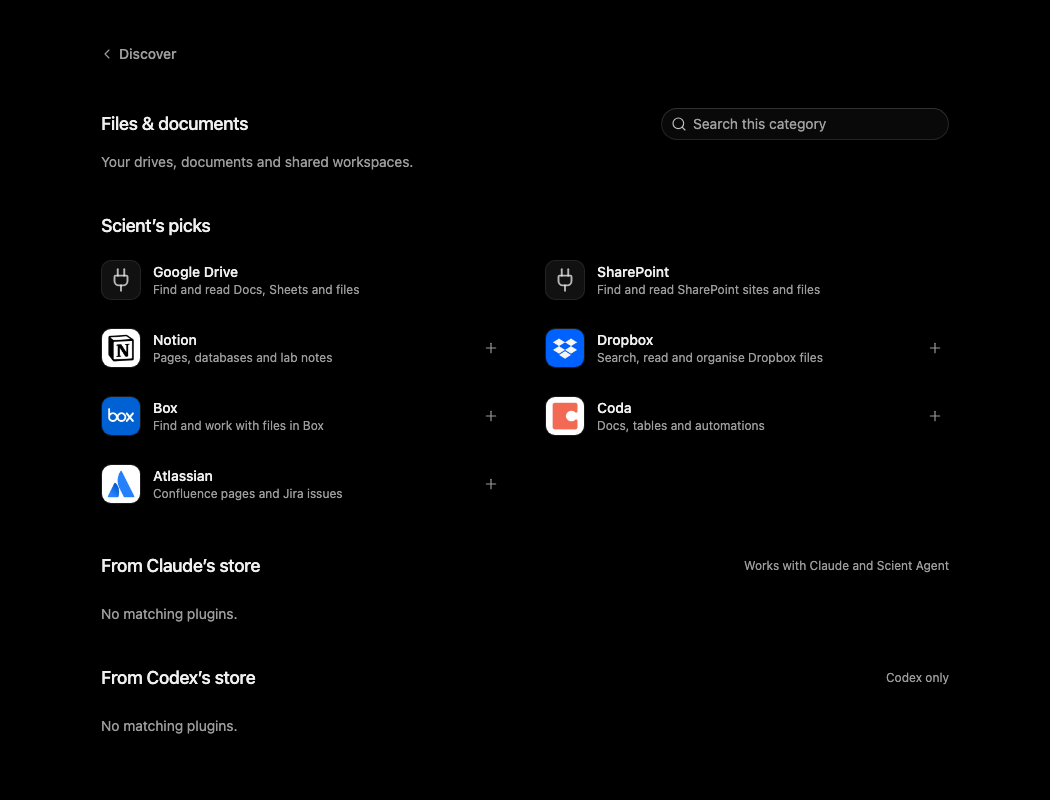 Discover
Files & documents
Search this category
Your drives, documents and shared workspaces.
Scient's picks
Google Drive
Find and read Docs, Sheets and files
SharePoint
Find and read SharePoint sites and files
N
Notion
Pages, databases and lab notes
Dropbox
Search, read and organise Dropbox files
box
Box
Find and work with files in Box
Coda
Docs, tables and automations
Atlassian
Confluence pages and Jira issues
From Claude's store
Works with Claude and Scient Agent
No matching plugins.
From Codex's store
Codex only
No matching plugins.